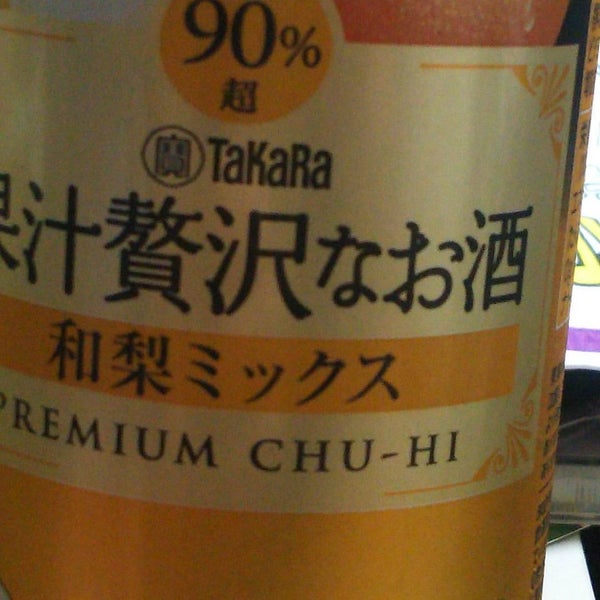 90%
超
寳 TaKaRa
果汁贅沢なお酒
和梨ミックス
PREMIUM CHU-HI